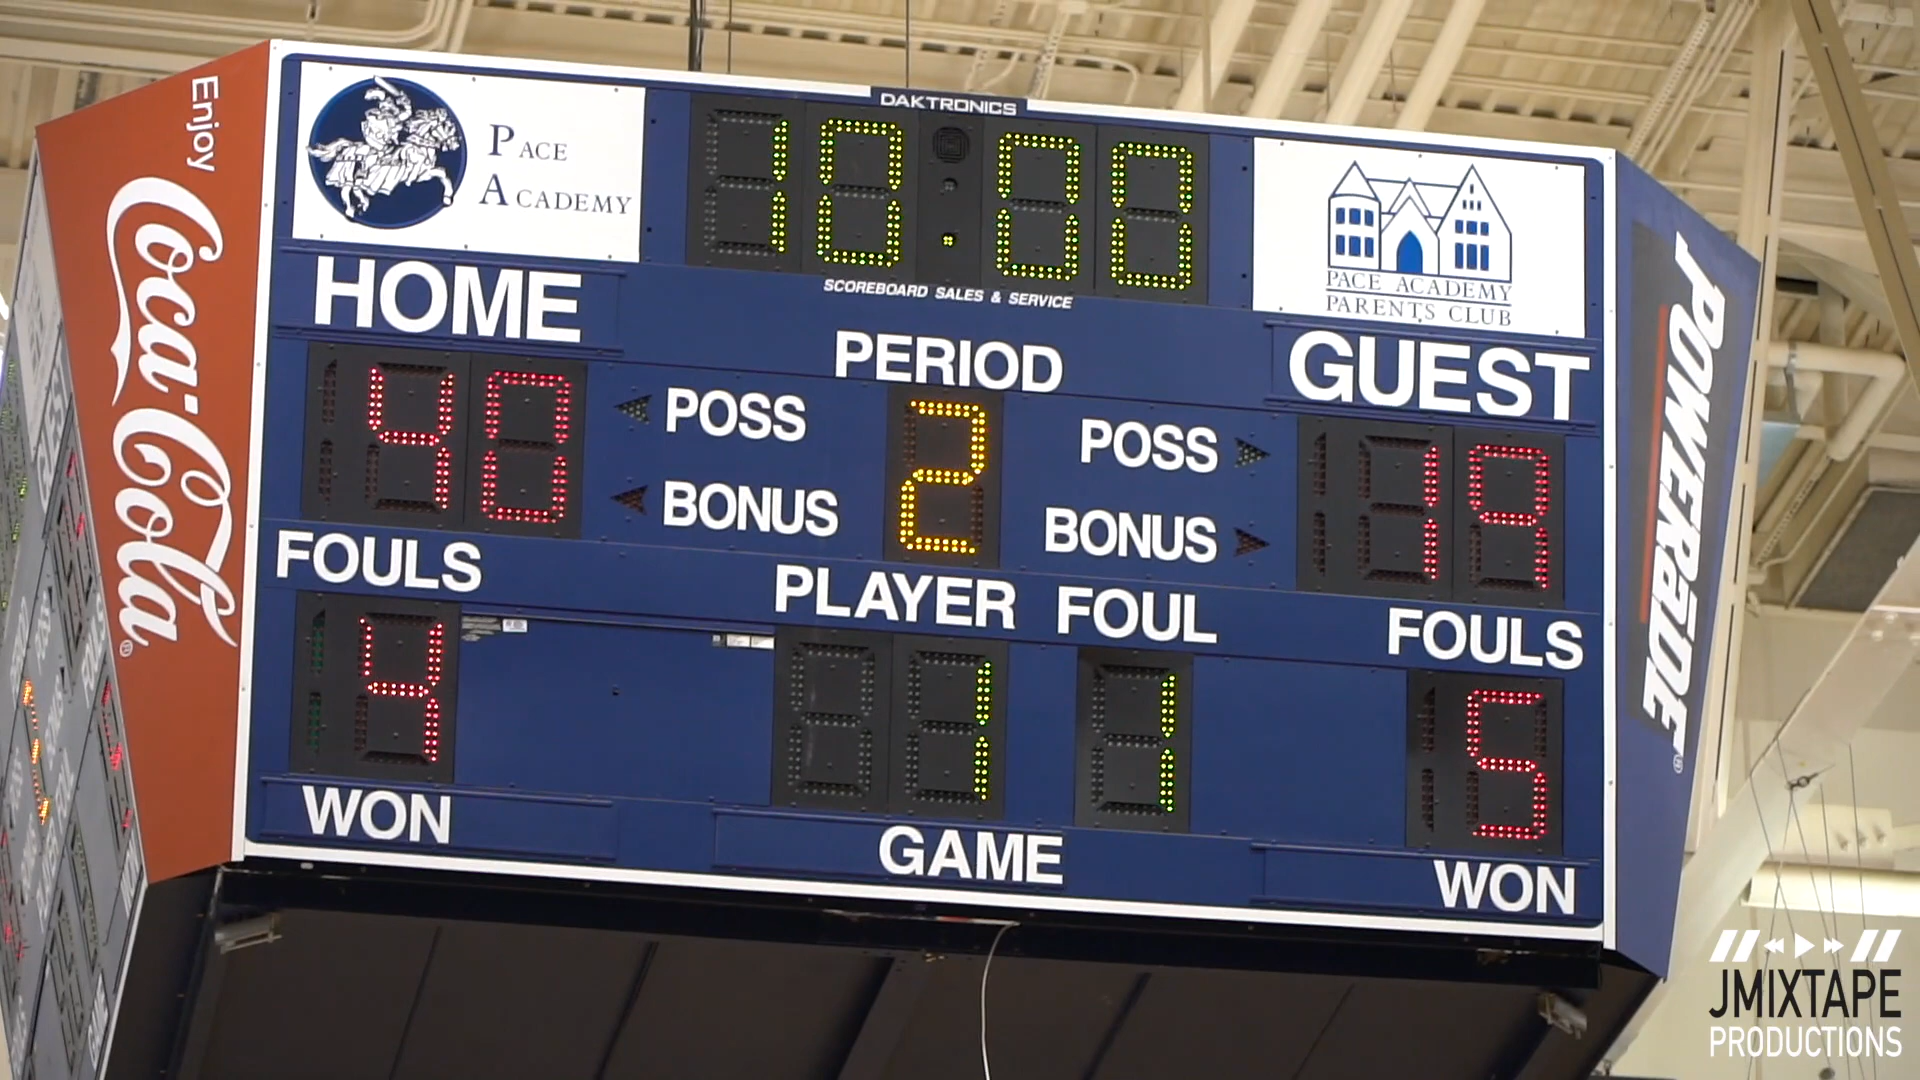 Enjoy
Coca-Cola®
PACE
ACADEMY
DAKTRONICS
10.00
SCOREBOARD SALES & SERVICE
PACE ACADEMY
PARENTS CLUB
HOME
PERIOD
GUEST
40
POSS
2
POSS
19
BONUS
BONUS
FOULS
PLAYER FOUL
FOULS
4
1
1
5
WON
GAME
WON
POWERaDE®
JMIXTAPE
PRODUCTIONS